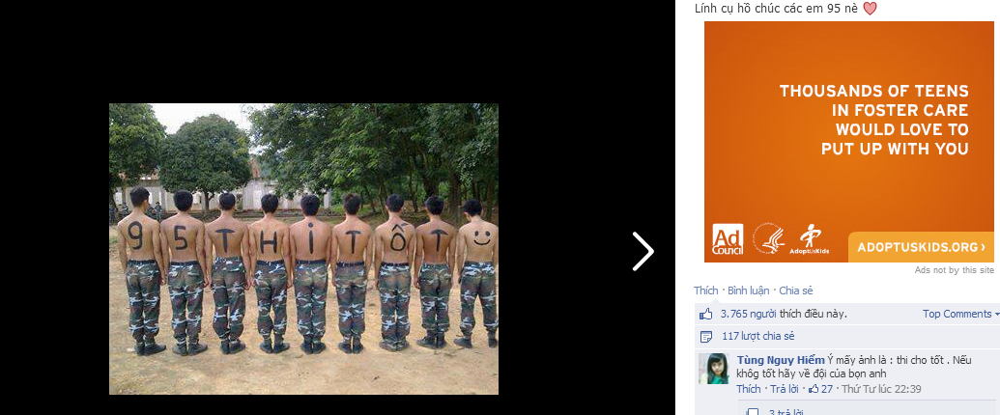 95THiTỐT
Lính cụ hồ chúc các em 95 nè
THOUSANDS OF TEENS
IN FOSTER CARE
WOULD LOVE TO
PUT UP WITH YOU
Ad
COUNCIL
AdoptUsKids
ADOPTUSKIDS.ORG ›
Ads not by this site
Thích · Bình luận · Chia sẻ
3.765 người thích điều này.
Top Comments
117 lượt chia sẻ
Tùng Nguy Hiểm Ý mấy ảnh là : thi cho tốt . Nếu
khôg tốt hãy về đội của bọn anh
Thích · Trả lời · 27 · Thứ Tư lúc 22:39
3 trả lời